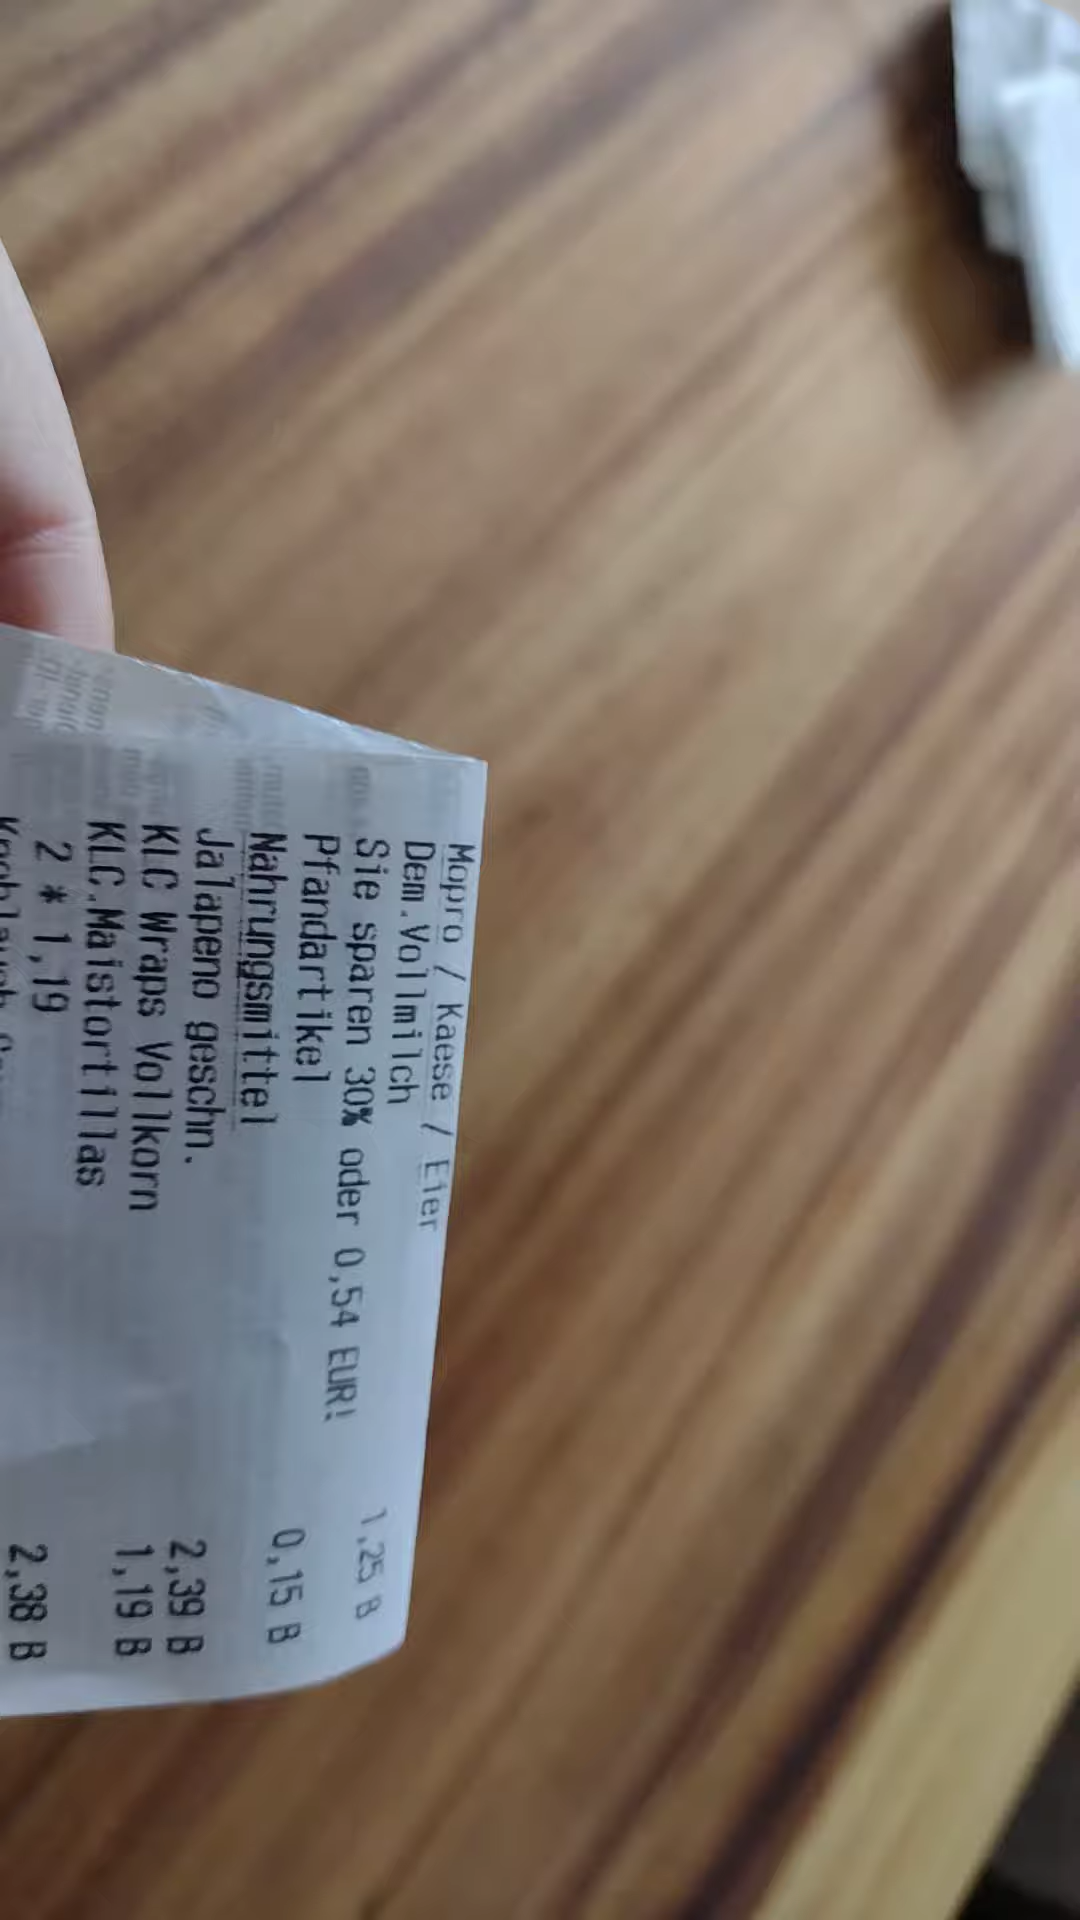 Mopro / Kaese / Eier
Dem.Vollmilch 1,25 B
Sie sparen 30% oder 0,54 EUR!
Pfandartikel 0,15 B
Nahrungsmittel
Jalapeno geschn. 2,39 B
KLC Wraps Vollkorn 1,19 B
KLC.Maistortillas 2,38 B
2 * 1,19